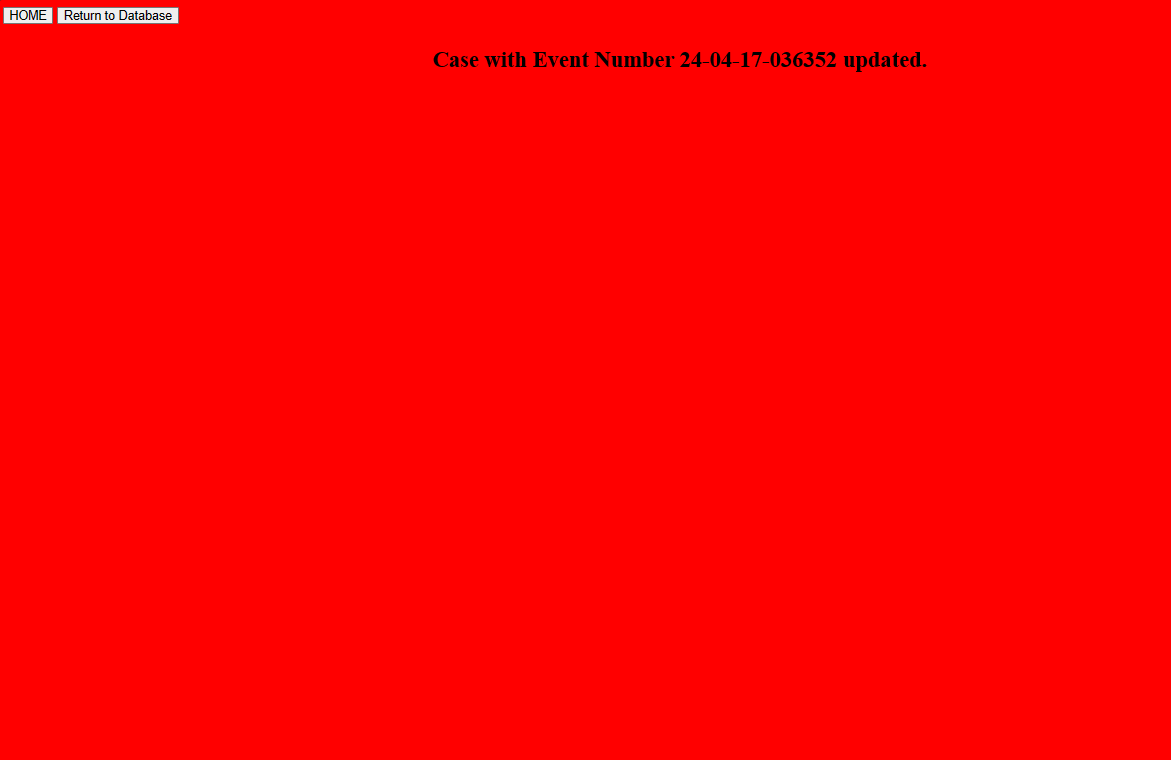 HOME Return to Database
Case with Event Number 24-04-17-036352 updated.